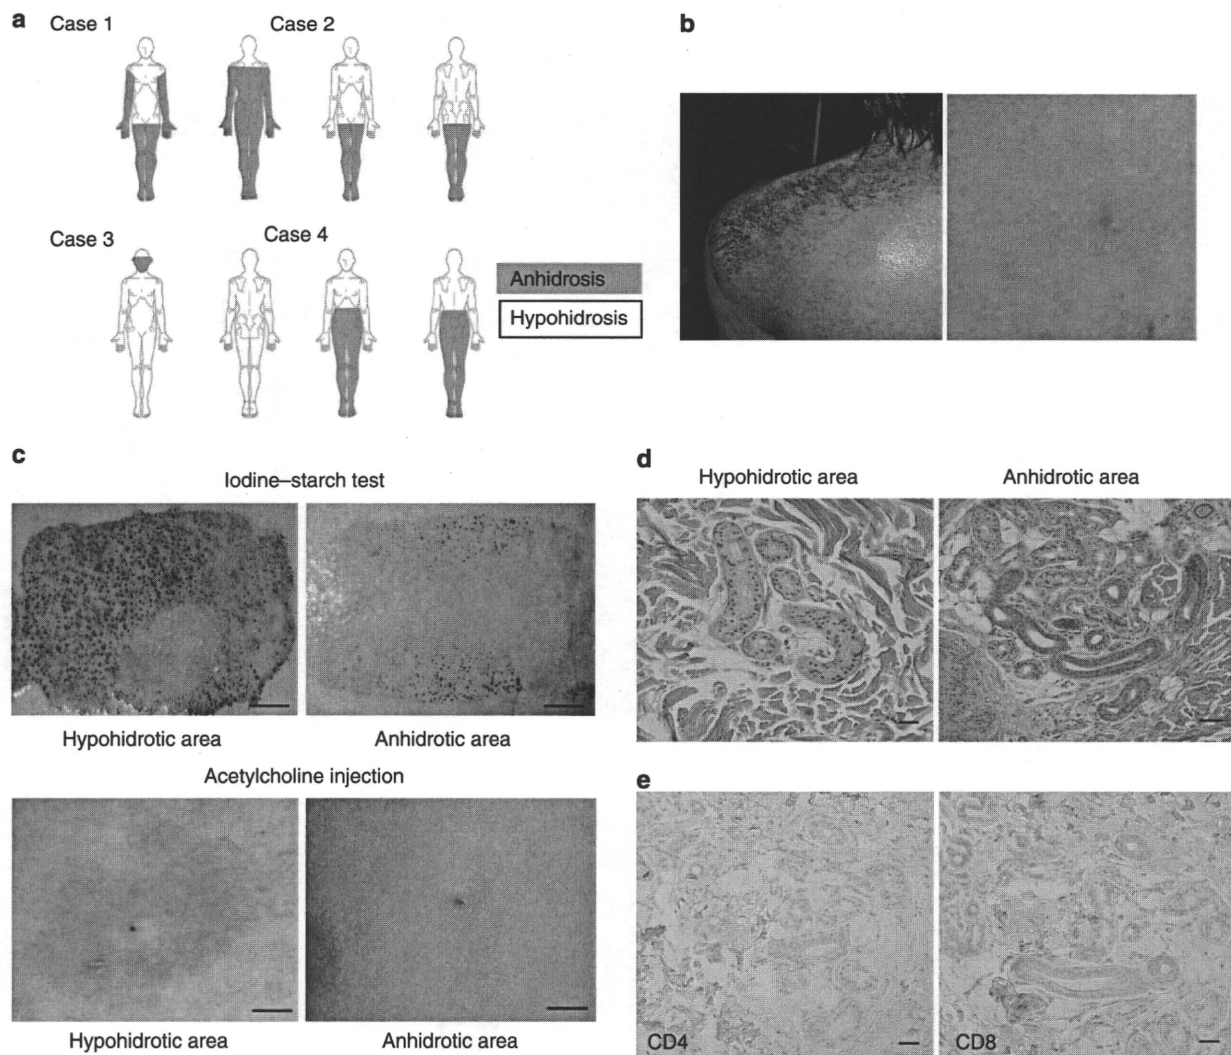 a
Case 1
Case 2
Case 3
Case 4
Anhidrosis
Hypohidrosis
b
c
Iodine–starch test
Hypohidrotic area
Anhidrotic area
Acetylcholine injection
Hypohidrotic area
Anhidrotic area
d
Hypohidrotic area
Anhidrotic area
e
CD4
CD8